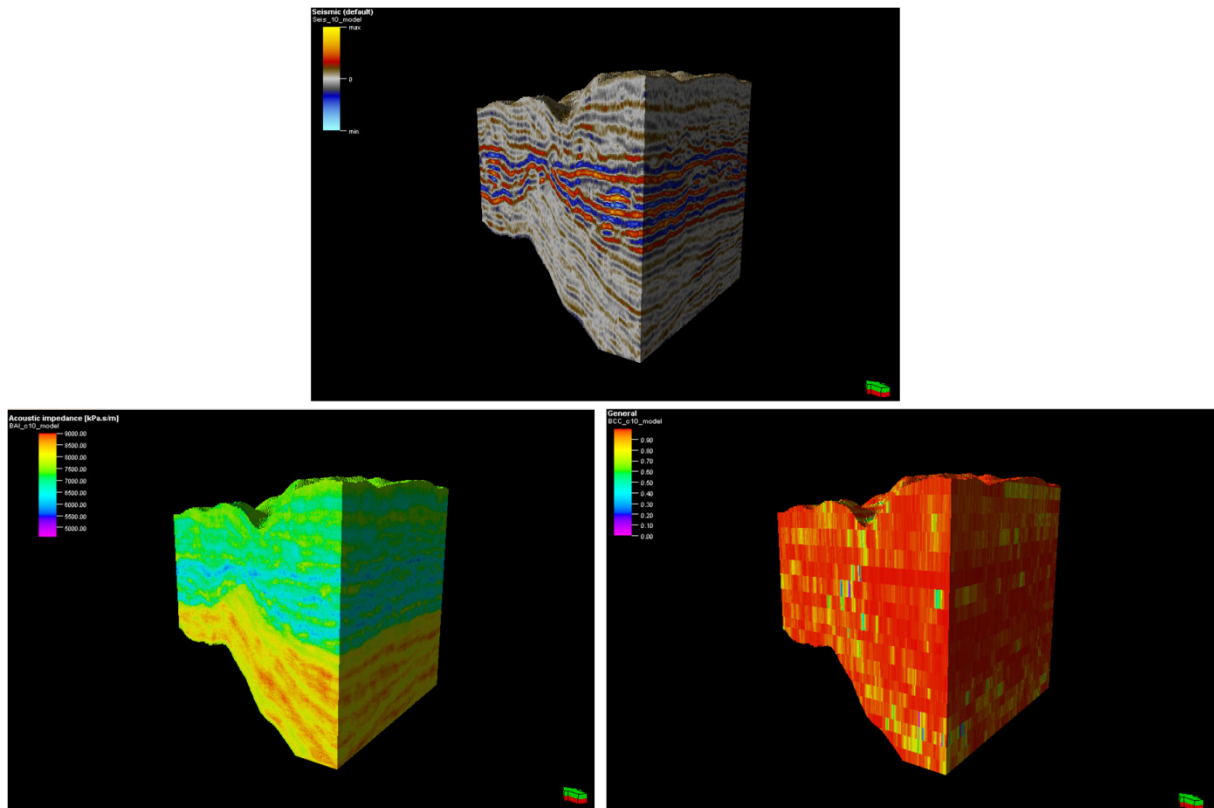 Seismic (default)
Seis_10_model
max
0
min
Acoustic impedance [kPa.s/m]
BAI_c10_model
9000.00
8500.00
8000.00
7500.00
7000.00
6500.00
6000.00
5500.00
5000.00
General
BCC_c10_model
0.90
0.80
0.70
0.60
0.50
0.40
0.30
0.20
0.10
0.00